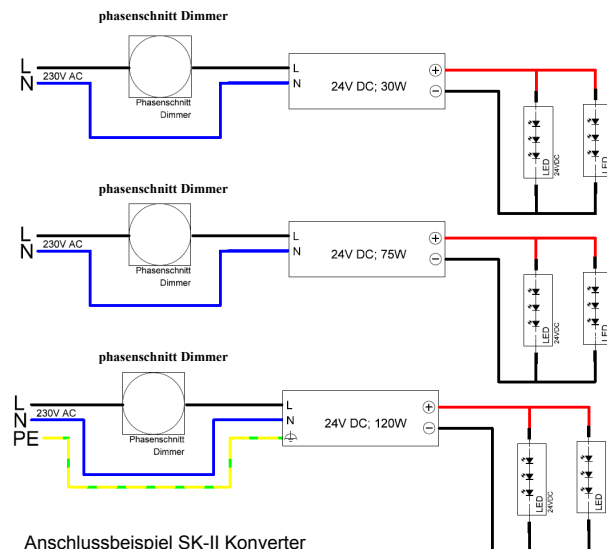 phasenschnitt Dimmer
L
N
230V AC
Phasenschnitt
Dimmer
L
N
24V DC; 30W
+
−
LED
24VDC
LED
phasenschnitt Dimmer
L
N
230V AC
Phasenschnitt
Dimmer
L
N
24V DC; 75W
+
−
LED
24VDC
LED
phasenschnitt Dimmer
L
N
230V AC
PE
Phasenschnitt
Dimmer
L
N
24V DC; 120W
+
−
LED
24VDC
LED
Anschlussbeispiel SK-II Konverter